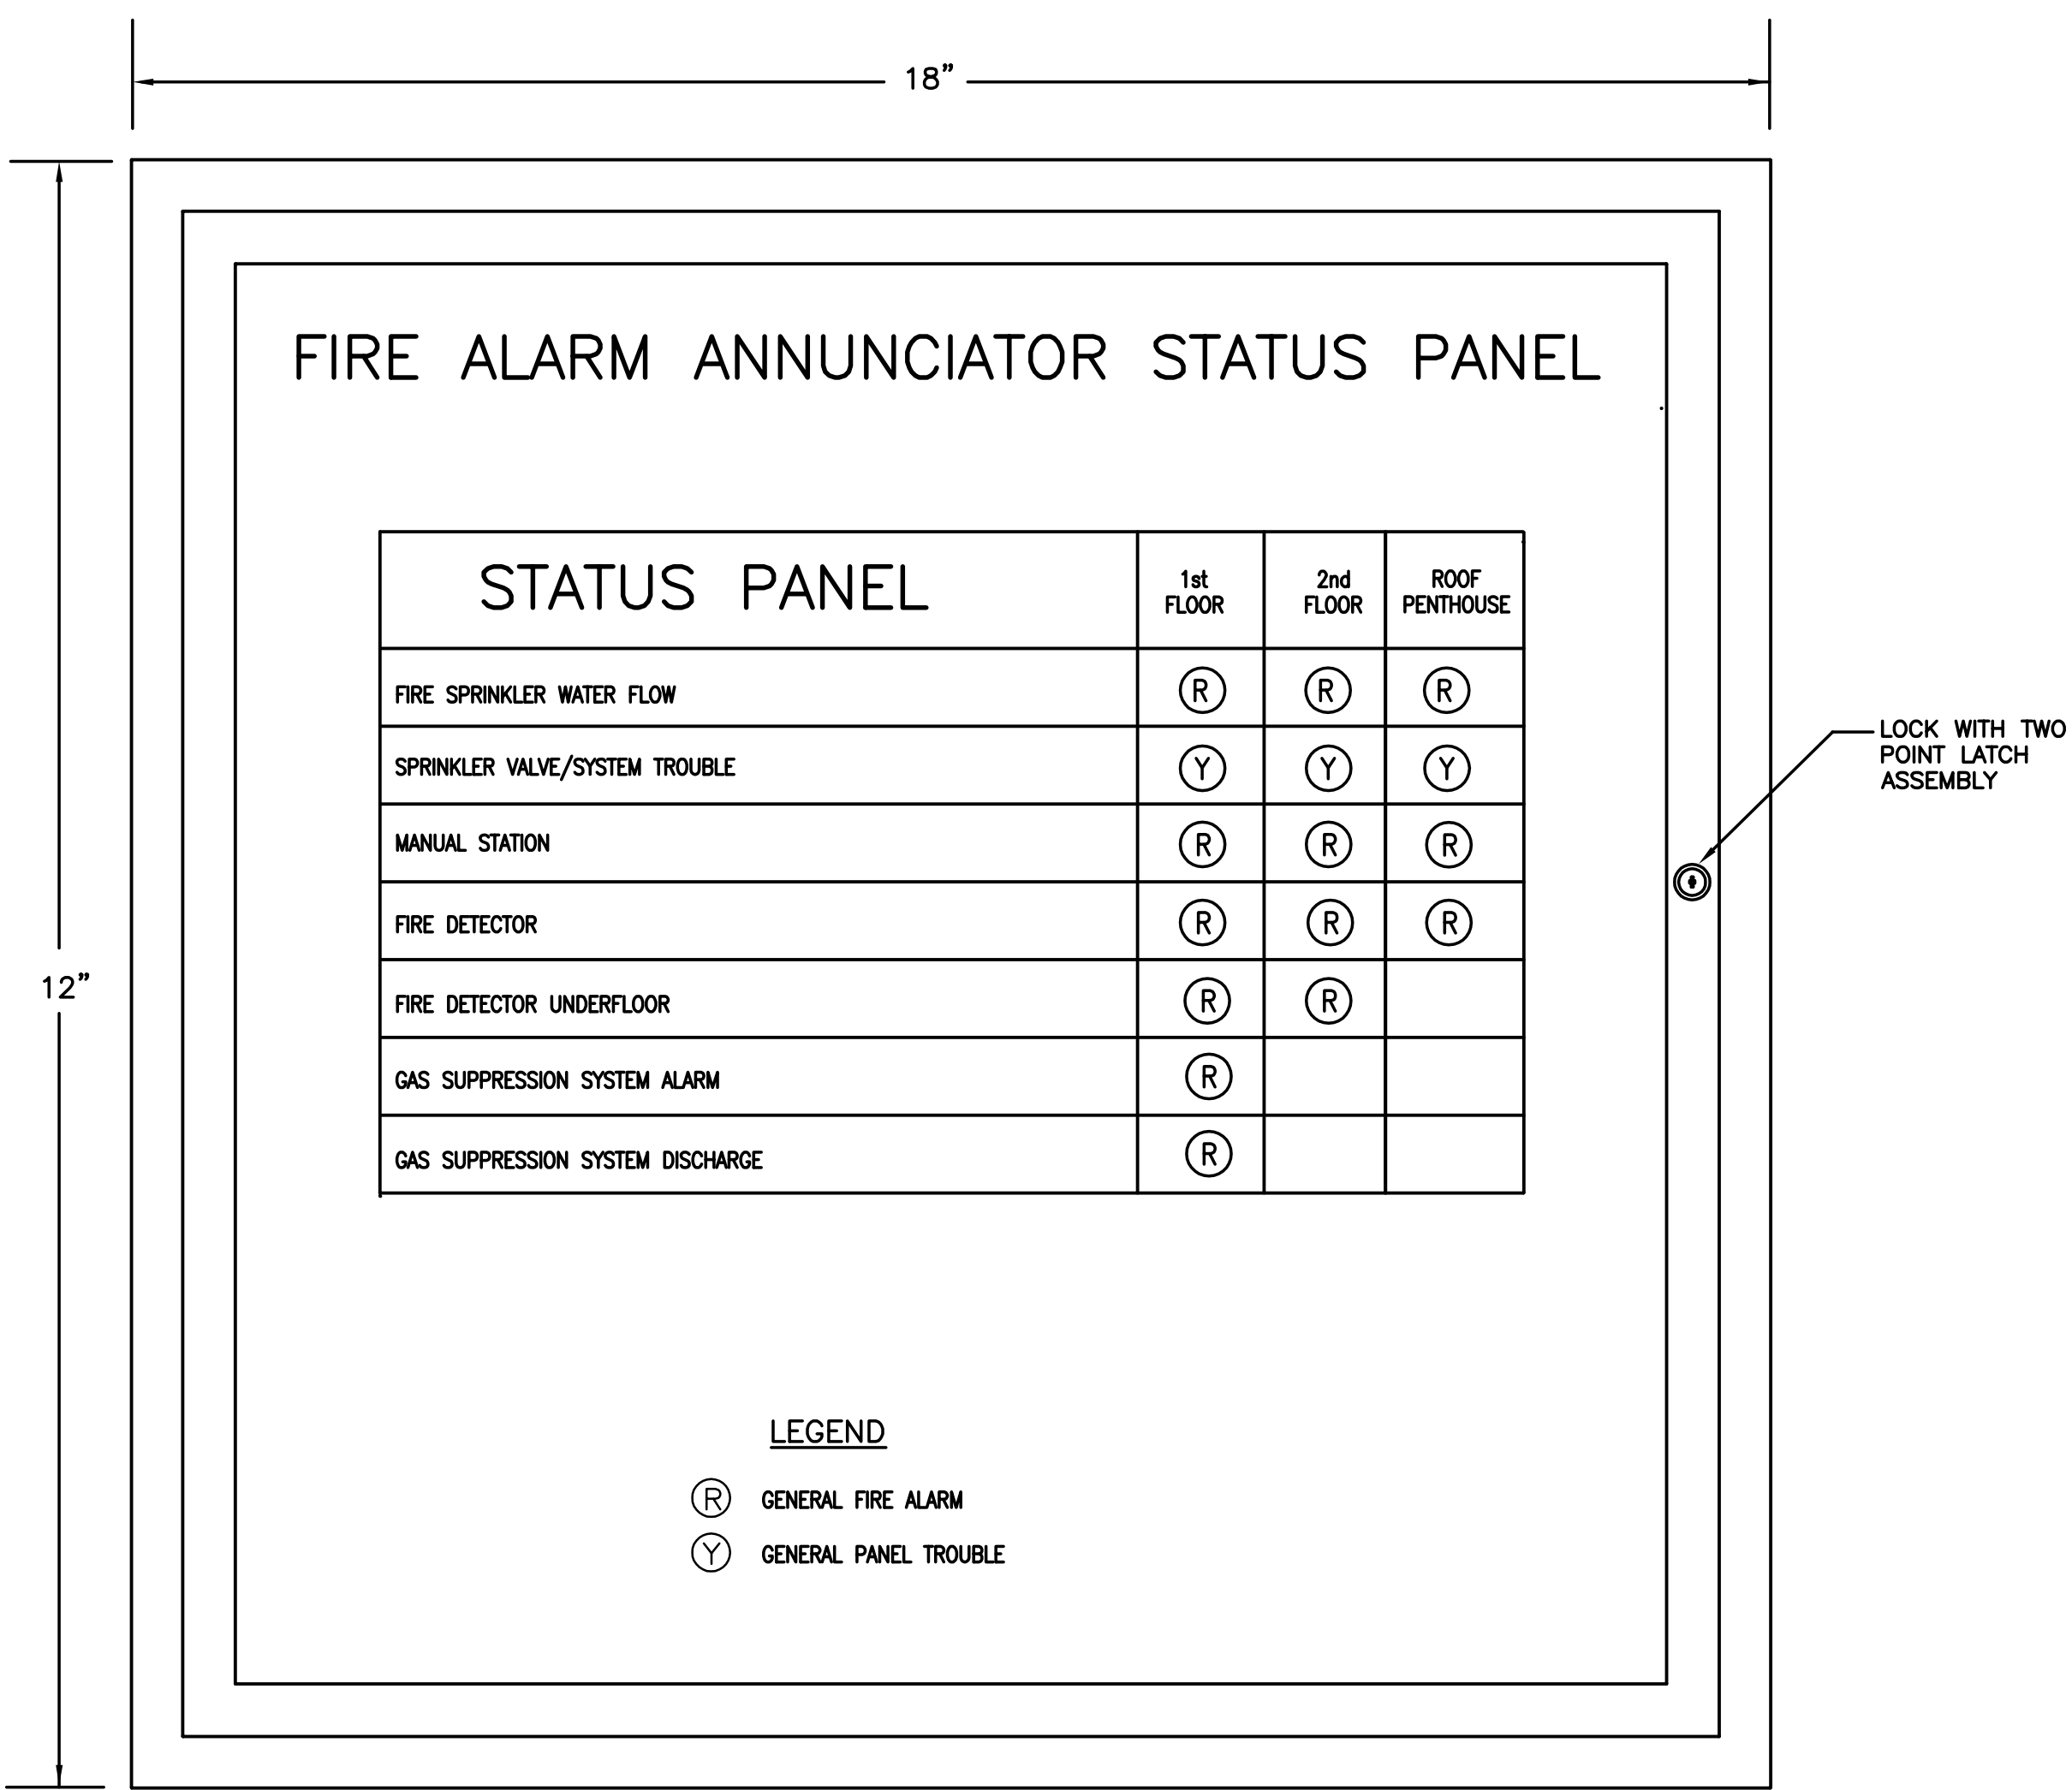 18"
FIRE ALARM ANNUNCIATOR STATUS PANEL
STATUS PANEL
1st
FLOOR
2nd
FLOOR
ROOF
PENTHOUSE
FIRE SPRINKLER WATER FLOW R R R
SPRINKLER VALVE/SYSTEM TROUBLE Y Y Y
MANUAL STATION R R R
FIRE DETECTOR R R R
FIRE DETECTOR UNDERFLOOR R R
GAS SUPPRESSION SYSTEM ALARM R
GAS SUPPRESSION SYSTEM DISCHARGE R
LOCK WITH TWO
POINT LATCH
ASSEMBLY
12"
LEGEND
R GENERAL FIRE ALARM
Y GENERAL PANEL TROUBLE